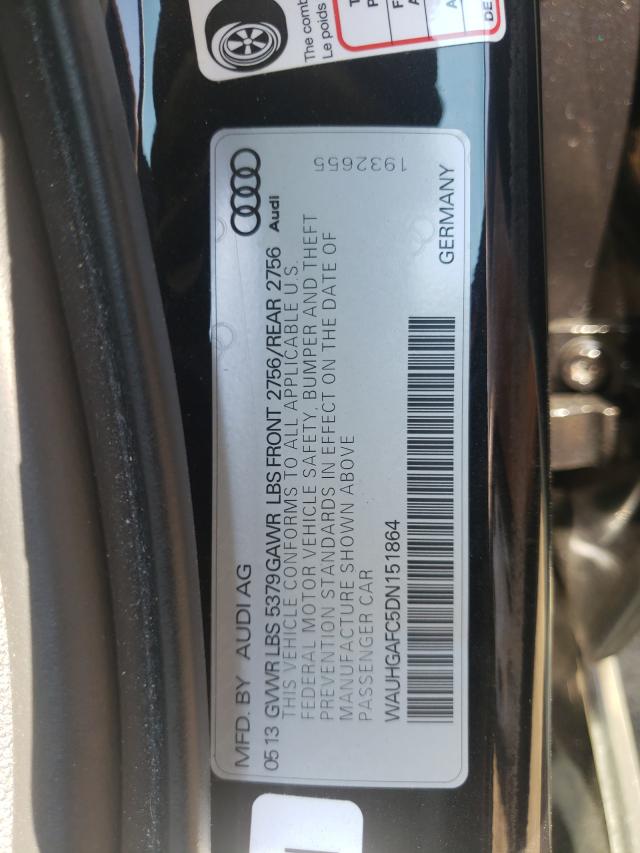 The comb
Le poids
DE
1932655
Audi
MFD. BY AUDI AG
0513 GVWR LBS 5379 GAWR LBS FRONT 2756/REAR 2756
THIS VEHICLE CONFORMS TO ALL APPLICABLE U.S.
FEDERAL MOTOR VEHICLE SAFETY, BUMPER AND THEFT
PREVENTION STANDARDS IN EFFECT ON THE DATE OF
MANUFACTURE SHOWN ABOVE
PASSENGER CAR
WAUHGAFC5DN151864
GERMANY